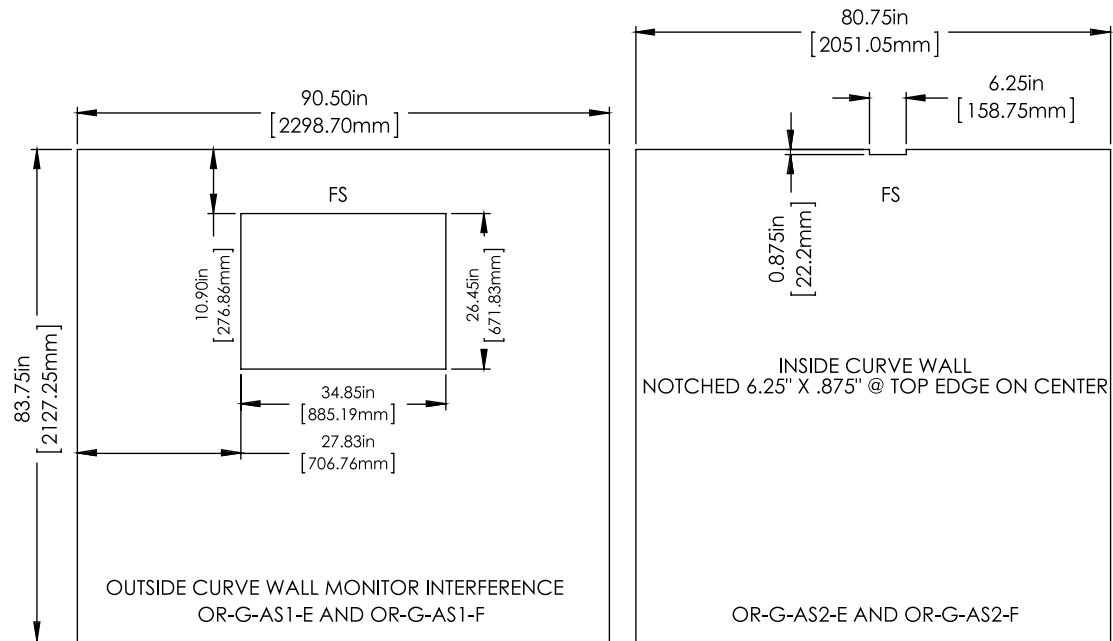 80.75in
[2051.05mm]
6.25in
[158.75mm]
90.50in
[2298.70mm]
FS
FS
0.875in
[22.2mm]
10.90in
[276.86mm]
26.45in
[671.83mm]
83.75in
[2127.25mm]
34.85in
[885.19mm]
27.83in
[706.76mm]
INSIDE CURVE WALL
NOTCHED 6.25" X .875" @ TOP EDGE ON CENTER
OUTSIDE CURVE WALL MONITOR INTERFERENCE
OR-G-AS1-E AND OR-G-AS1-F
OR-G-AS2-E AND OR-G-AS2-F